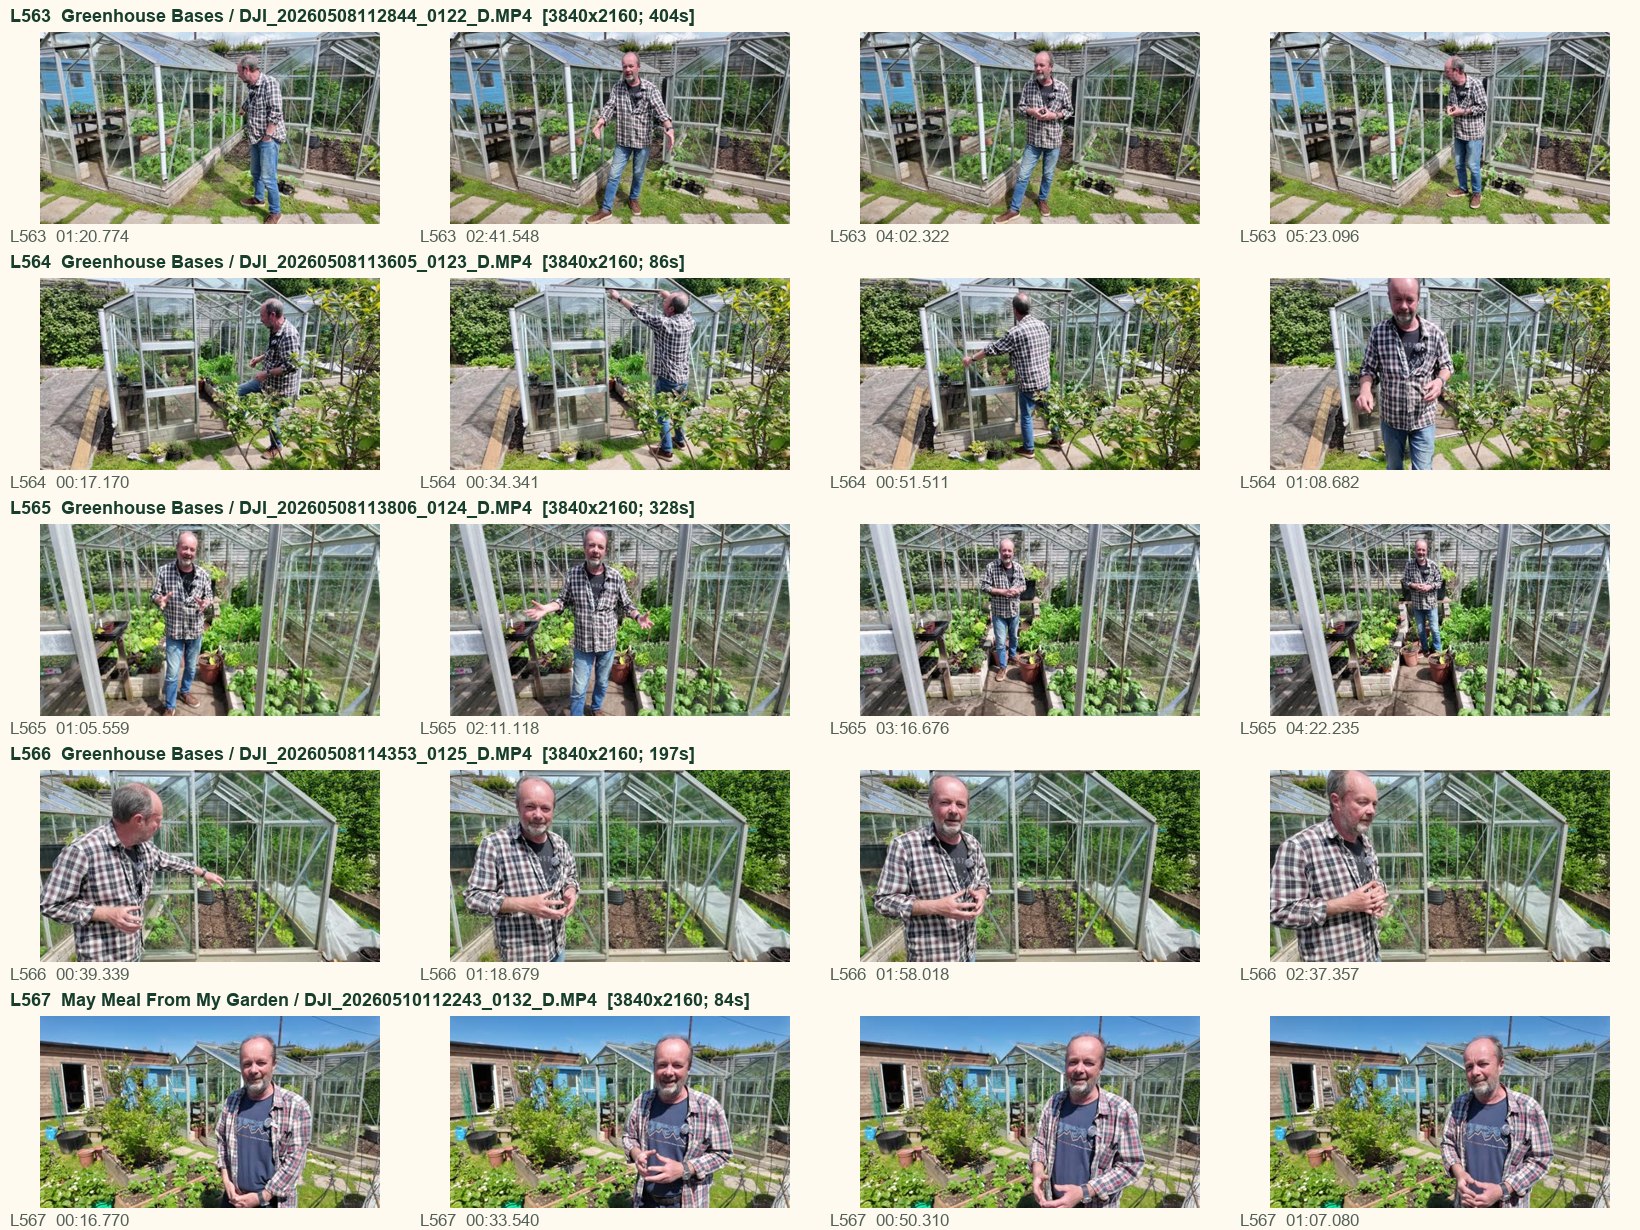 L563 Greenhouse Bases / DJI_20260508112844_0122_D.MP4 [3840x2160; 404s]
L563 01:20.774
L563 02:41.548
L563 04:02.322
L563 05:23.096
L564 Greenhouse Bases / DJI_20260508113605_0123_D.MP4 [3840x2160; 86s]
L564 00:17.170
L564 00:34.341
L564 00:51.511
L564 01:08.682
L565 Greenhouse Bases / DJI_20260508113806_0124_D.MP4 [3840x2160; 328s]
L565 01:05.559
L565 02:11.118
L565 03:16.676
L565 04:22.235
L566 Greenhouse Bases / DJI_20260508114353_0125_D.MP4 [3840x2160; 197s]
L566 00:39.339
L566 01:18.679
L566 01:58.018
L566 02:37.357
L567 May Meal From My Garden / DJI_20260510112243_0132_D.MP4 [3840x2160; 84s]
L567 00:16.770
L567 00:33.540
L567 00:50.310
L567 01:07.080